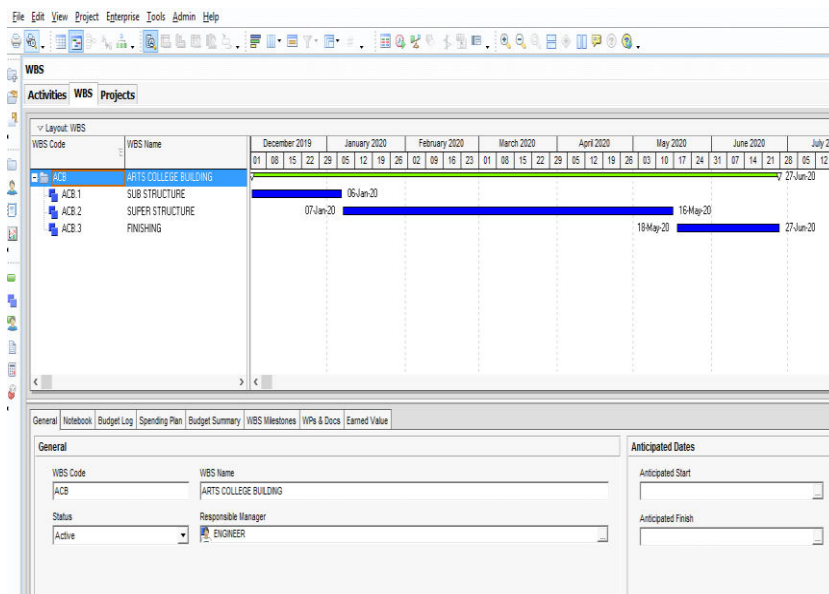 File Edit View Project Enterprise Tools Admin Help
WBS
Activities WBS Projects
Layout: WBS
WBS Code WBS Name December 2019 January 2020 February 2020 March 2020 April 2020 May 2020 June 2020 July 2
01 08 15 22 29 05 12 19 26 02 09 16 23 01 08 15 22 29 05 12 19 26 03 10 17 24 31 07 14 21 28 05 12
ACB ARTS COLLEGE BUILDING 27-Jun-20
ACB.1 SUB STRUCTURE 06-Jan-20
ACB.2 SUPER STRUCTURE 07-Jan-20 16-May-20
ACB.3 FINISHING 18-May-20 27-Jun-20
General Notebook Budget Log Spending Plan Budget Summary WBS Milestones WPs & Docs Earned Value
General Anticipated Dates
WBS Code WBS Name Anticipated Start
ACB ARTS COLLEGE BUILDING
Status Responsible Manager Anticipated Finish
Active ENGINEER